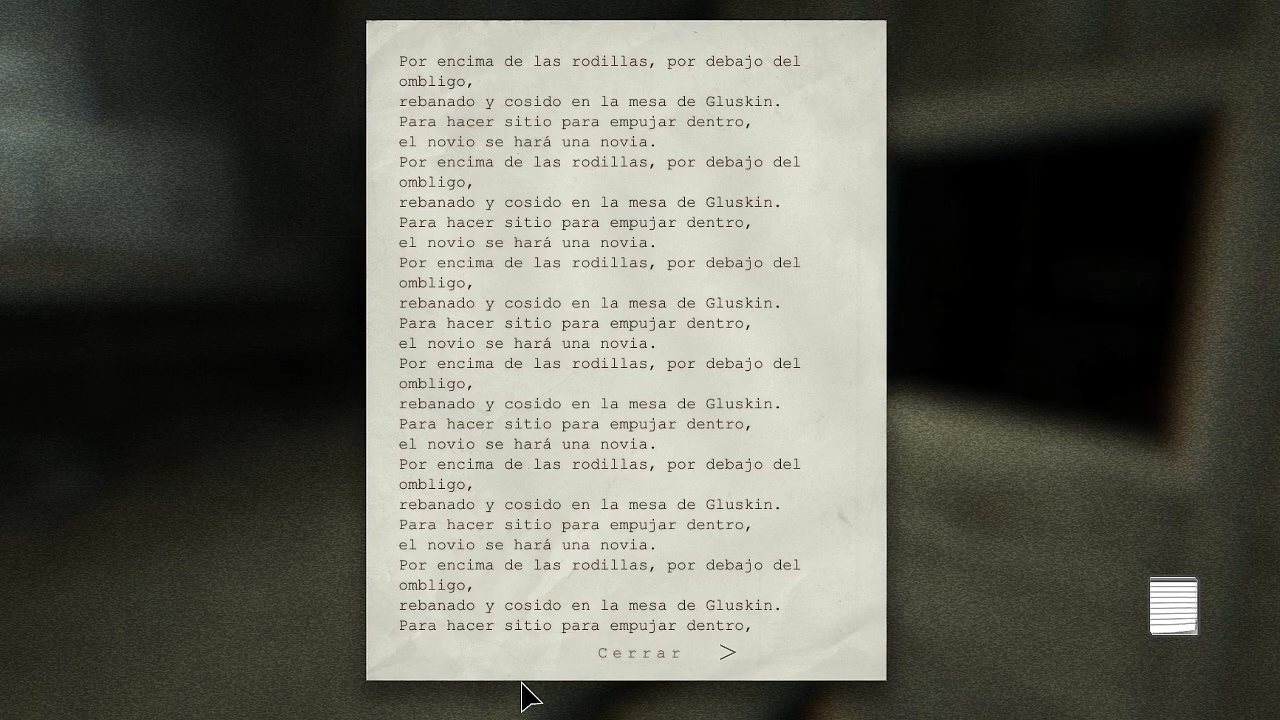 Por encima de las rodillas, por debajo del
ombligo,
rebanado y cosido en la mesa de Gluskin.
Para hacer sitio para empujar dentro,
el novio se hará una novia.
Por encima de las rodillas, por debajo del
ombligo,
rebanado y cosido en la mesa de Gluskin.
Para hacer sitio para empujar dentro,
el novio se hará una novia.
Por encima de las rodillas, por debajo del
ombligo,
rebanado y cosido en la mesa de Gluskin.
Para hacer sitio para empujar dentro,
el novio se hará una novia.
Por encima de las rodillas, por debajo del
ombligo,
rebanado y cosido en la mesa de Gluskin.
Para hacer sitio para empujar dentro,
el novio se hará una novia.
Por encima de las rodillas, por debajo del
ombligo,
rebanado y cosido en la mesa de Gluskin.
Para hacer sitio para empujar dentro,
el novio se hará una novia.
Por encima de las rodillas, por debajo del
ombligo,
rebanado y cosido en la mesa de Gluskin.
Para hacer sitio para empujar dentro,
Cerrar >